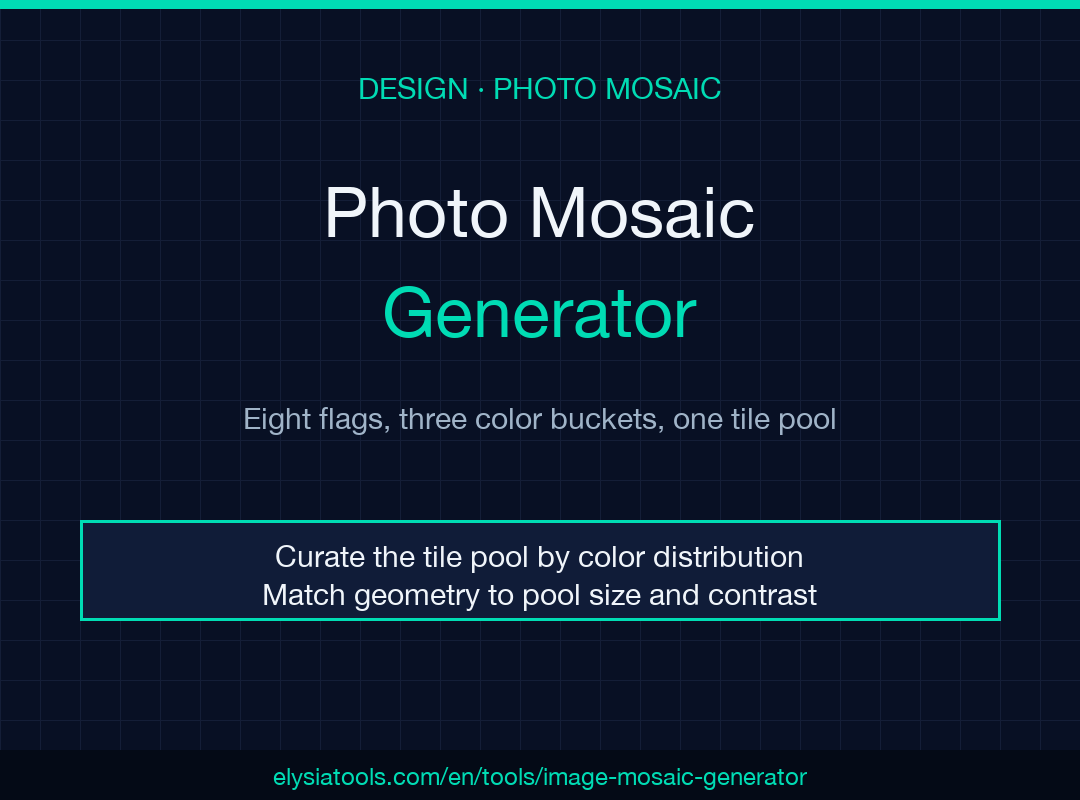 DESIGN · PHOTO MOSAIC
Photo Mosaic
Generator
Eight flags, three color buckets, one tile pool
Curate the tile pool by color distribution
Match geometry to pool size and contrast
elysiatools.com/en/tools/image-mosaic-generator